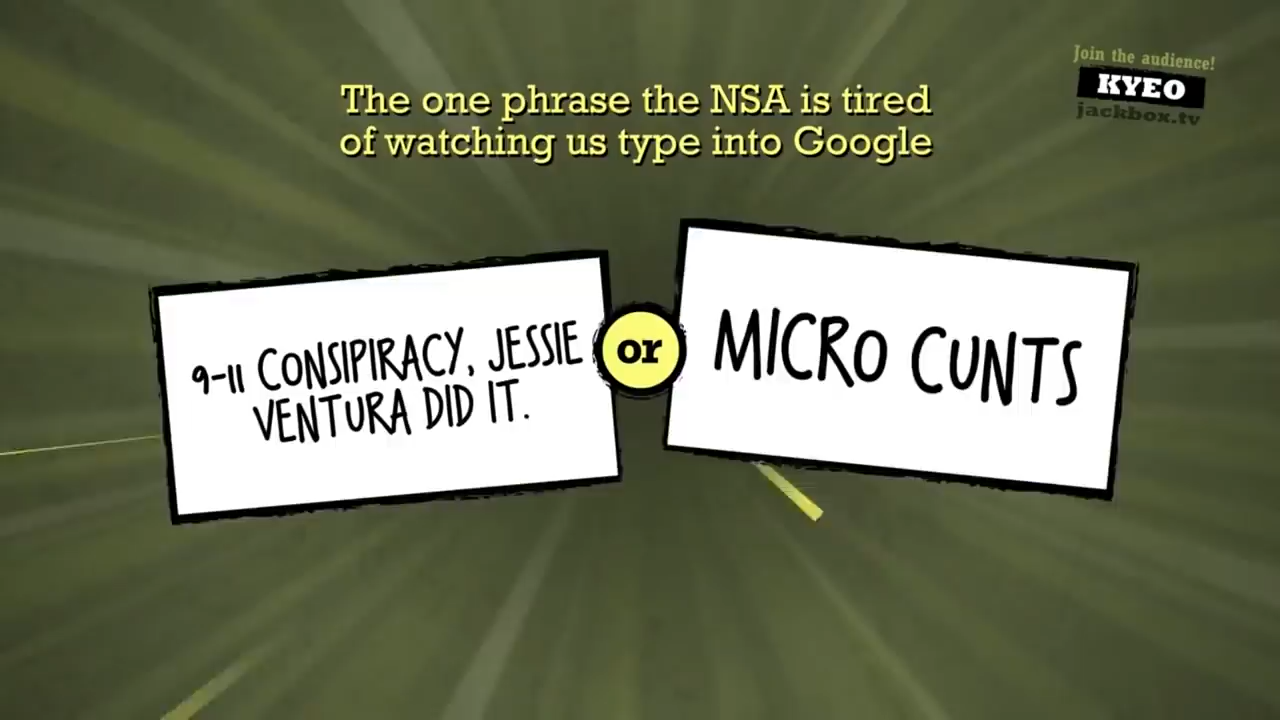 Join the audience!
KYEO
jackbox.tv
The one phrase the NSA is tired
of watching us type into Google
9-11 CONSIPIRACY, JESSIE
VENTURA DID IT.
or
MICRO CUNTS